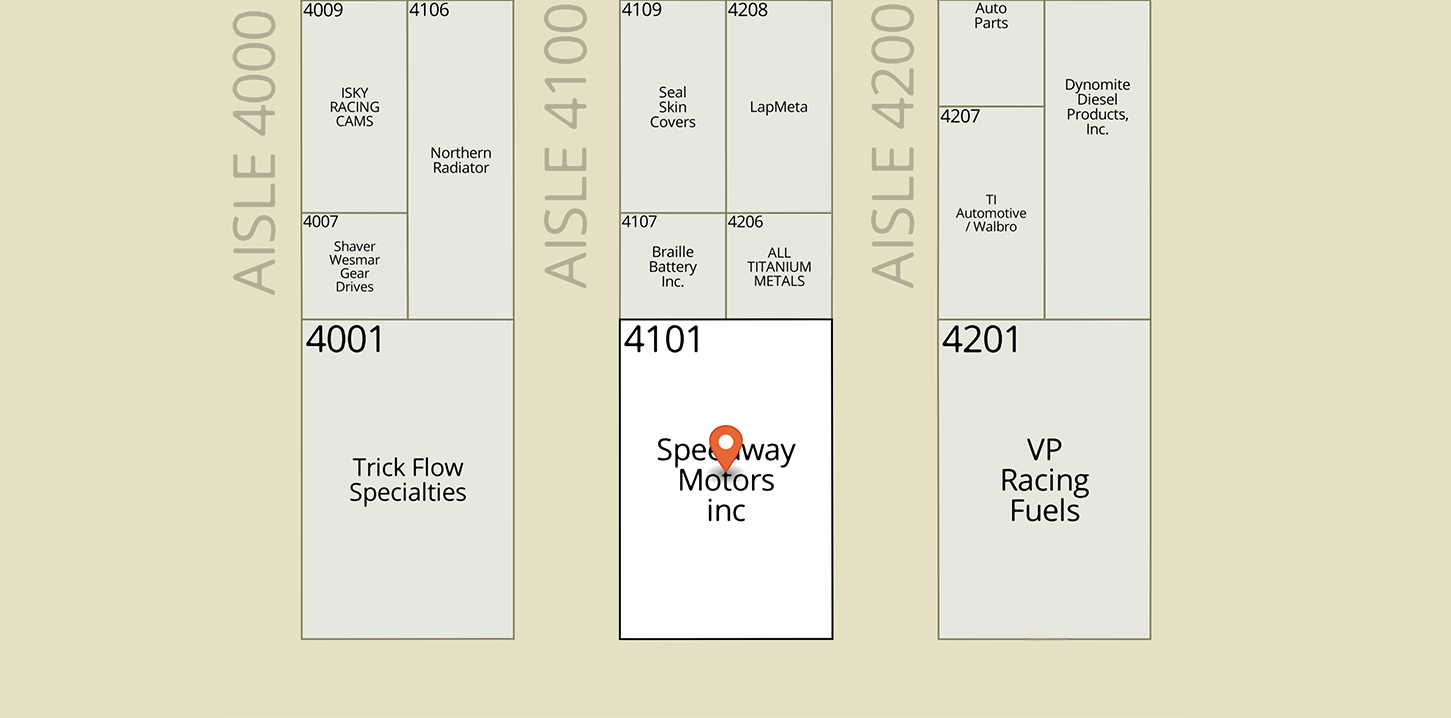 AISLE 4000
4009
ISKY
RACING
CAMS
4106
Northern
Radiator
4007
Shaver
Wesmar
Gear
Drives
4001
Trick Flow
Specialties
AISLE 4100
4109
Seal
Skin
Covers
4208
LapMeta
4107
Braille
Battery
Inc.
4206
ALL
TITANIUM
METALS
4101
Speedway
Motors
inc
AISLE 4200
Auto
Parts
Dynomite
Diesel
Products,
Inc.
4207
TI
Automotive
/ Walbro
4201
VP
Racing
Fuels